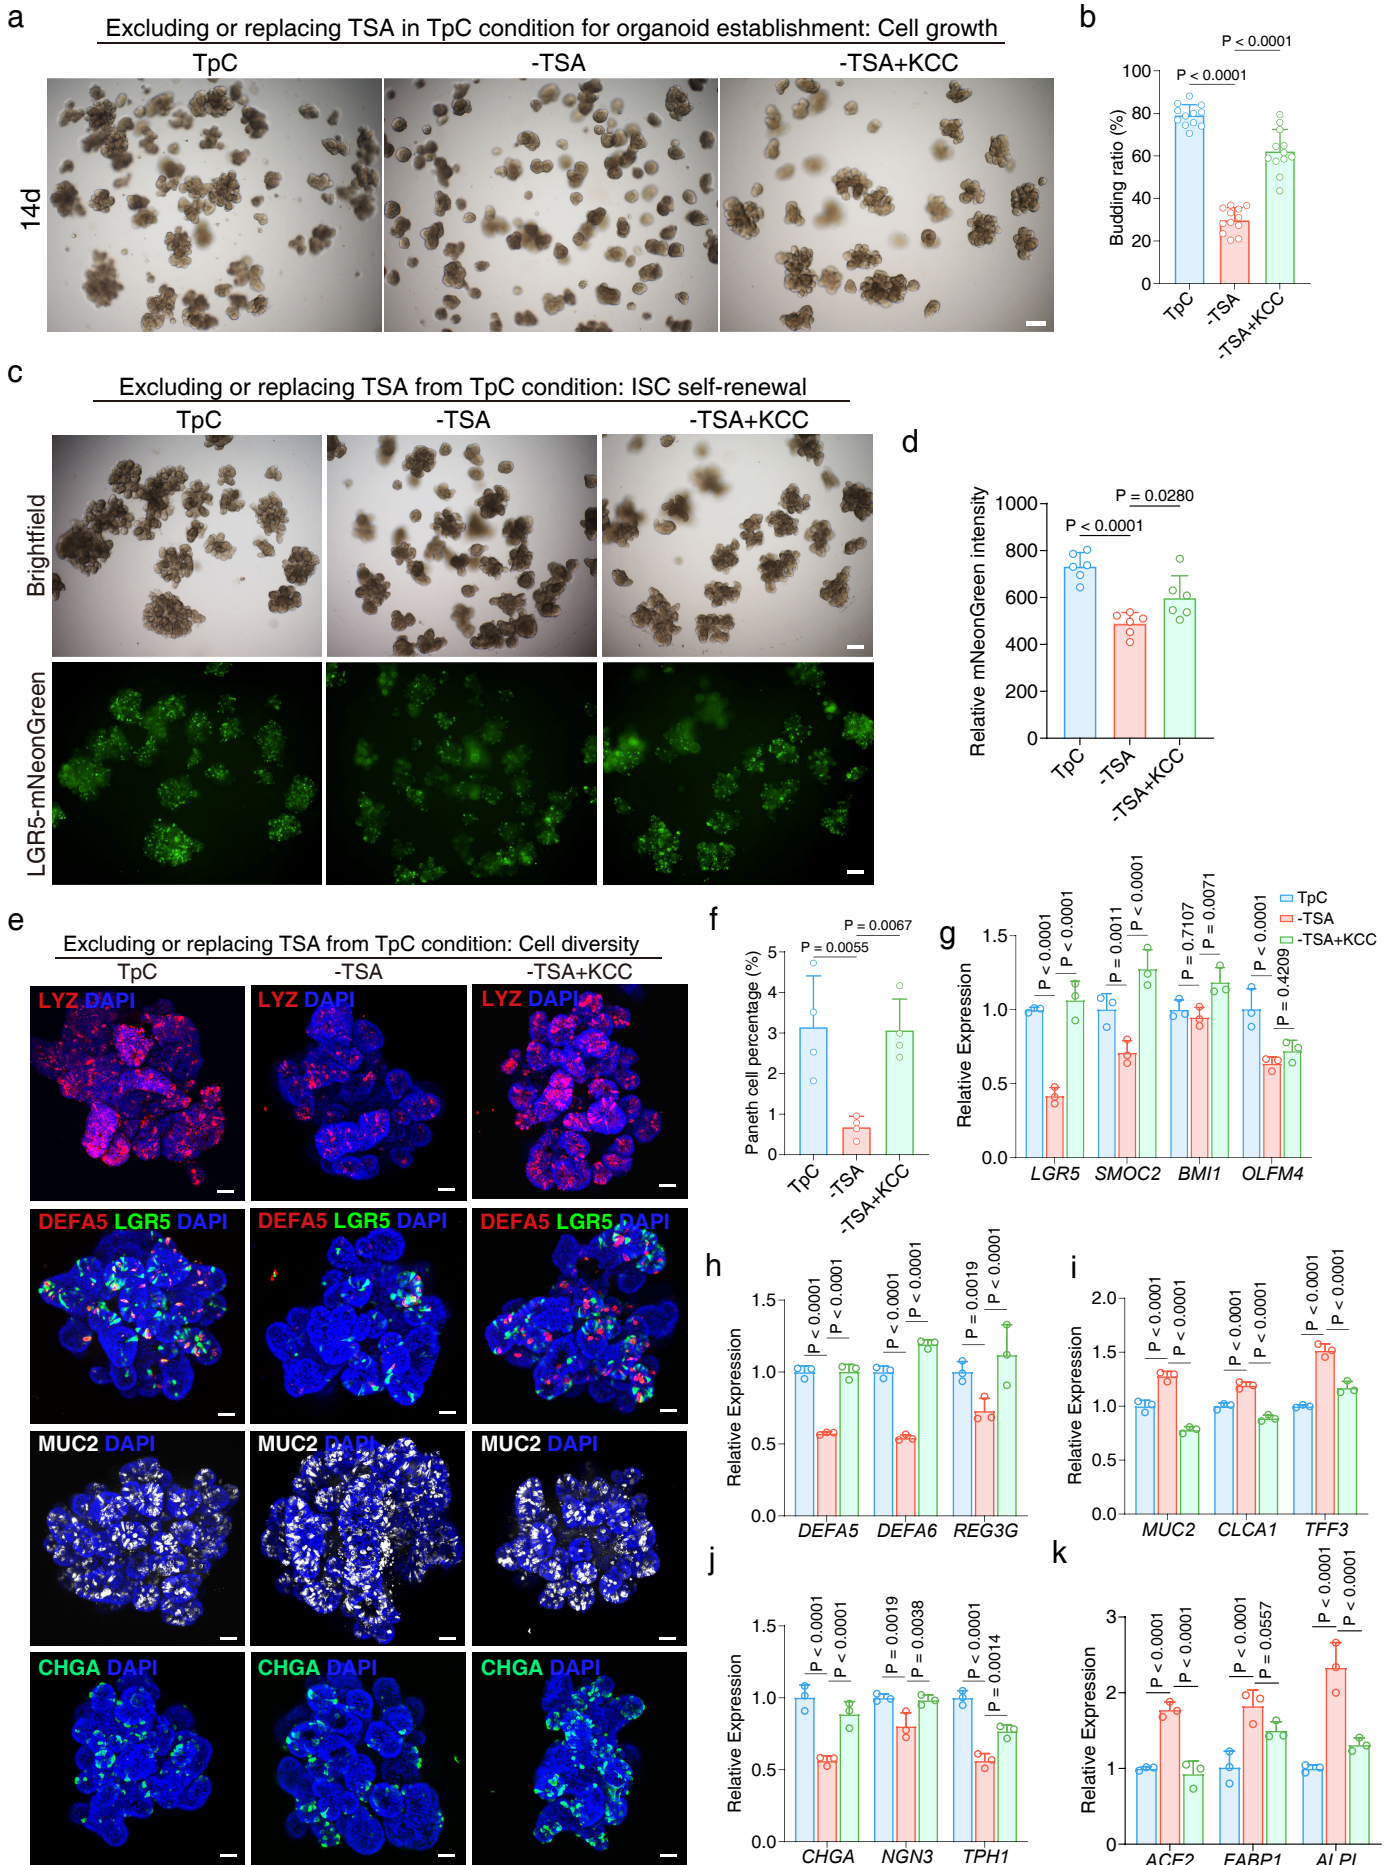 a
Excluding or replacing TSA in TpC condition for organoid establishment: Cell growth
TpC
-TSA
-TSA+KCC
14d
b
P < 0.0001
P < 0.0001
Budding ratio (%)
100
80
60
40
20
0
TpC
-TSA
-TSA+KCC
c
Excluding or replacing TSA from TpC condition: ISC self-renewal
TpC
-TSA
-TSA+KCC
Brightfield
LGR5-mNeonGreen
d
P = 0.0280
P < 0.0001
Relative mNeonGreen intensity
1000
800
600
400
200
0
TpC
-TSA
-TSA+KCC
e
Excluding or replacing TSA from TpC condition: Cell diversity
TpC
-TSA
-TSA+KCC
LYZ DAPI
LYZ DAPI
LYZ DAPI
DEFA5 LGR5 DAPI
DEFA5 LGR5 DAPI
DEFA5 LGR5 DAPI
MUC2 DAPI
MUC2 DAPI
MUC2 DAPI
CHGA DAPI
CHGA DAPI
CHGA DAPI
f
P = 0.0067
P = 0.0055
Paneth cell percentage (%)
5
4
3
2
1
0
TpC
-TSA
-TSA+KCC
g
TpC
-TSA
-TSA+KCC
P < 0.0001
P < 0.0001
P = 0.0011
P < 0.0001
P = 0.7107
P = 0.0071
P < 0.0001
P = 0.4209
Relative Expression
1.5
1.0
0.5
0.0
LGR5
SMOC2
BMI1
OLFM4
h
P < 0.0001
P < 0.0001
P < 0.0001
P < 0.0001
P = 0.0019
P < 0.0001
Relative Expression
1.5
1.0
0.5
0.0
DEFA5
DEFA6
REG3G
i
P < 0.0001
P < 0.0001
P < 0.0001
P < 0.0001
P < 0.0001
P < 0.0001
Relative Expression
2.0
1.5
1.0
0.5
0.0
MUC2
CLCA1
TFF3
j
P < 0.0001
P < 0.0001
P = 0.0019
P = 0.0038
P < 0.0001
P = 0.0014
Relative Expression
1.5
1.0
0.5
0.0
CHGA
NGN3
TPH1
k
P < 0.0001
P < 0.0001
P < 0.0001
P = 0.0557
P < 0.0001
P < 0.0001
Relative Expression
3
2
1
0
ACE2
FABP1
ALPI